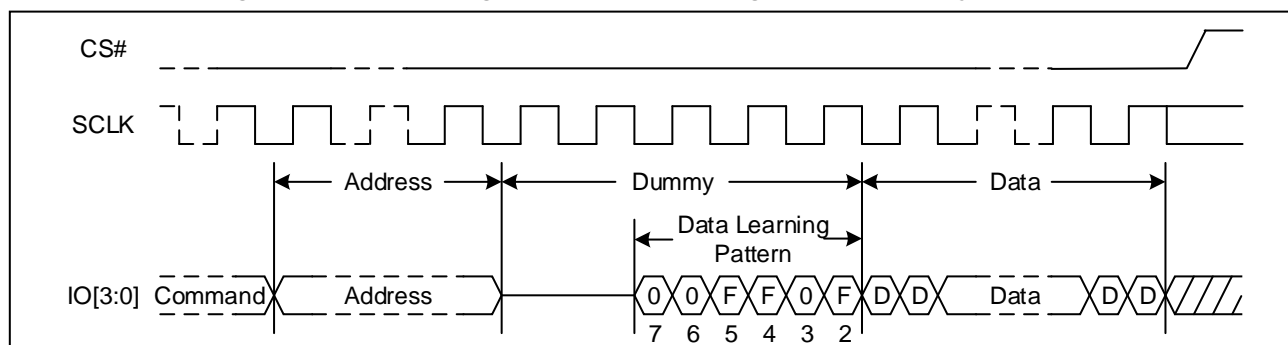 CS#
SCLK
Address Dummy Data
Data Learning
Pattern
IO[3:0] Command Address 0 0 F F 0 F D D Data D D
7 6 5 4 3 2